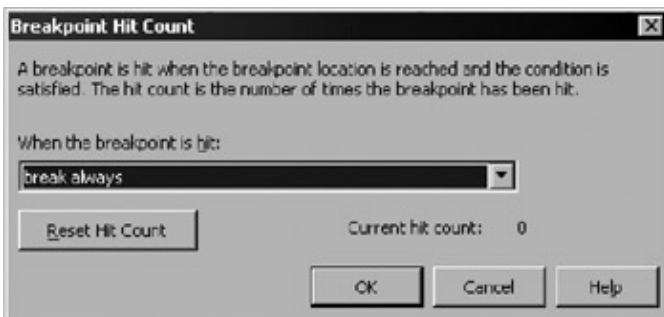 Breakpoint Hit Count
A breakpoint is hit when the breakpoint location is reached and the condition is
satisfied. The hit count is the number of times the breakpoint has been hit.
When the breakpoint is hit:
break always
Reset Hit Count
Current hit count: 0
OK Cancel Help